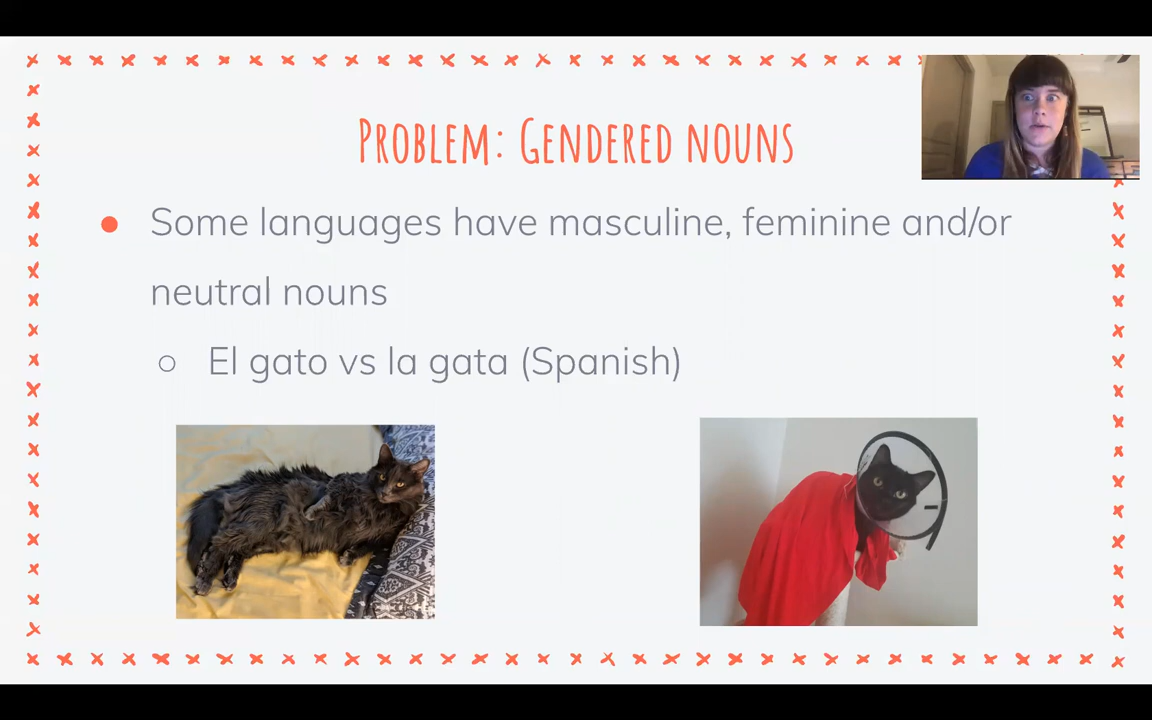 Problem: Gendered nouns
Some languages have masculine, feminine and/or
neutral nouns
El gato vs la gata (Spanish)